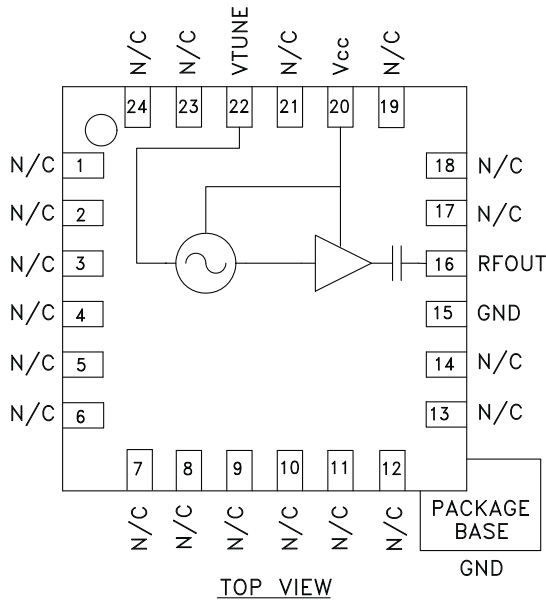 N/C N/C VTUNE N/C Vcc N/C
24 23 22 21 20 19
N/C 1 18 N/C
N/C 2 17 N/C
N/C 3 16 RFOUT
N/C 4 15 GND
N/C 5 14 N/C
N/C 6 13 N/C
7 8 9 10 11 12
N/C N/C N/C N/C N/C N/C
PACKAGE
BASE
GND
TOP VIEW